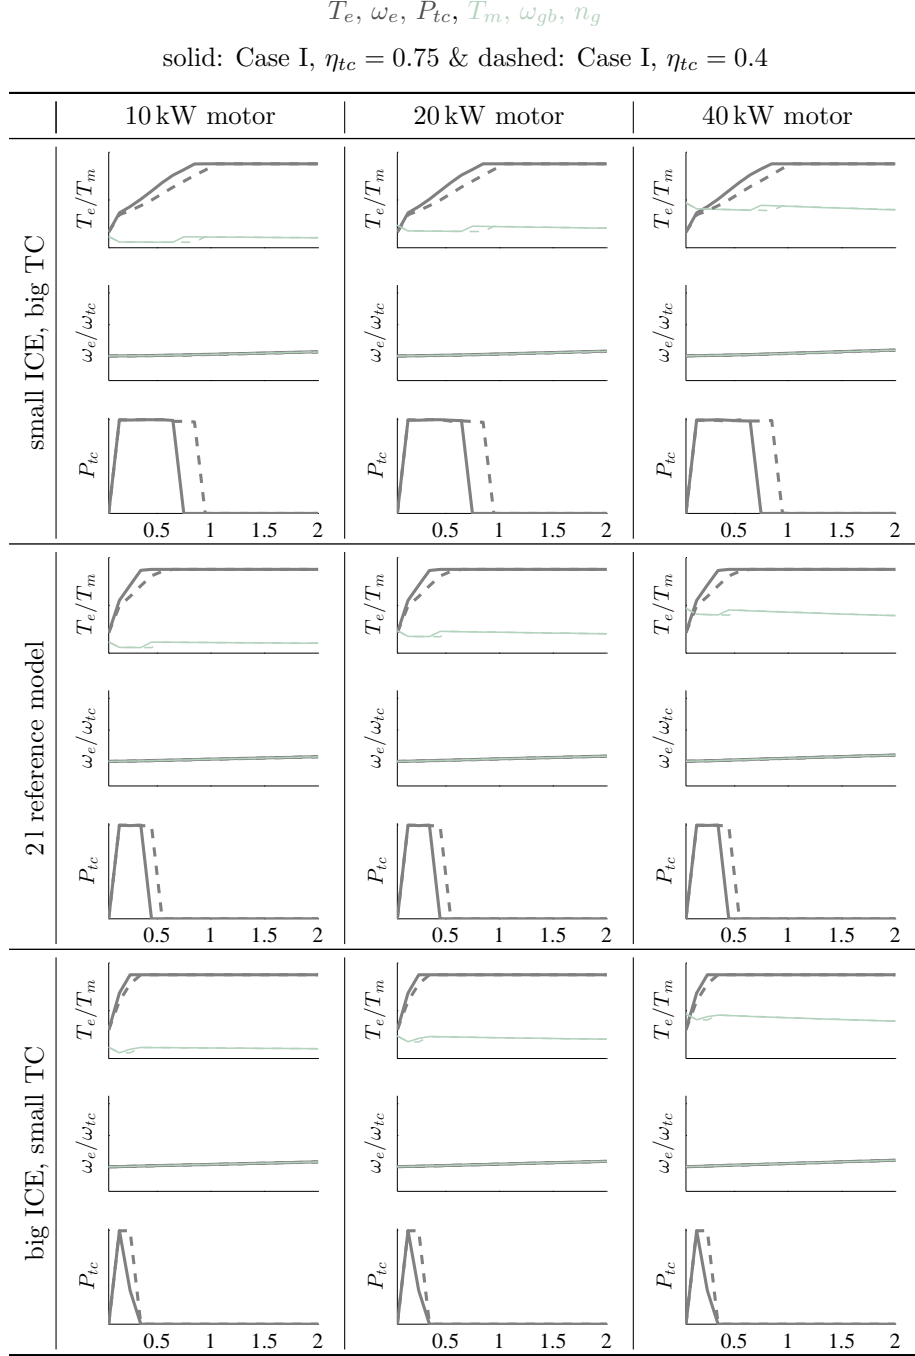 T_e, ω_e, P_tc, T_m, ω_gb, n_g
solid: Case I, η_tc = 0.75 & dashed: Case I, η_tc = 0.4
10 kW motor 20 kW motor 40 kW motor
small ICE, big TC
T_e/T_m T_e/T_m T_e/T_m
ω_e/ω_tc ω_e/ω_tc ω_e/ω_tc
P_tc P_tc P_tc
0.5 1 1.5 2 0.5 1 1.5 2 0.5 1 1.5 2
2 l reference model
T_e/T_m T_e/T_m T_e/T_m
ω_e/ω_tc ω_e/ω_tc ω_e/ω_tc
P_tc P_tc P_tc
0.5 1 1.5 2 0.5 1 1.5 2 0.5 1 1.5 2
big ICE, small TC
T_e/T_m T_e/T_m T_e/T_m
ω_e/ω_tc ω_e/ω_tc ω_e/ω_tc
P_tc P_tc P_tc
0.5 1 1.5 2 0.5 1 1.5 2 0.5 1 1.5 2